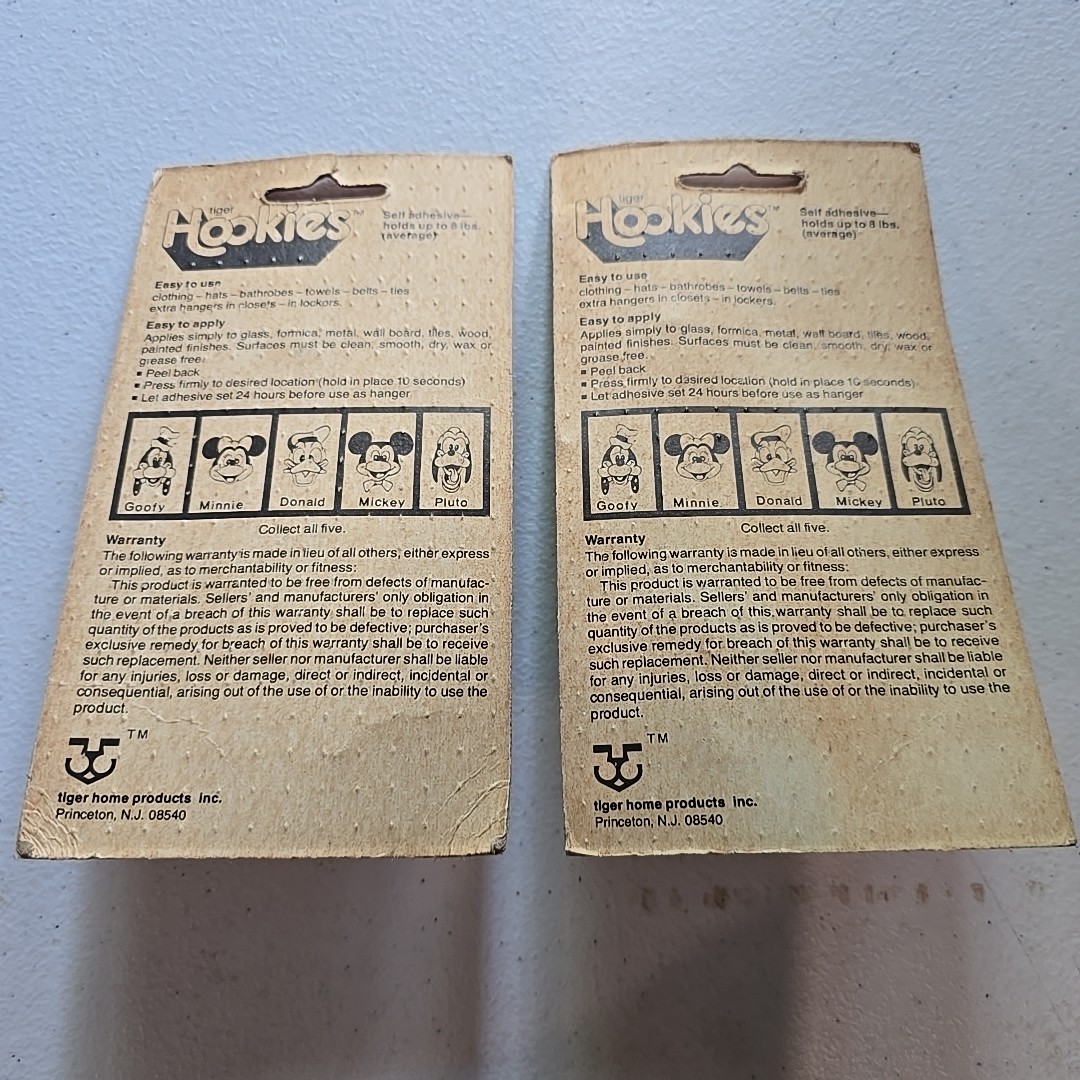 tiger
Hookies™
Self adhesive—
holds up to 8 lbs.
(average)
Easy to use
clothing – hats – bathrobes – towels – belts – ties
extra hangers in closets – in lockers.
Easy to apply
Applies simply to glass, formica, metal, wall board, tiles, wood,
painted finishes. Surfaces must be clean, smooth, dry, wax or
grease free.
▪ Peel back
▪ Press firmly to desired location (hold in place 10 seconds)
▪ Let adhesive set 24 hours before use as hanger
Goofy Minnie Donald Mickey Pluto
Collect all five.
Warranty
The following warranty is made in lieu of all others, either express
or implied, as to merchantability or fitness:
This product is warranted to be free from defects of manufac-
ture or materials. Sellers' and manufacturers' only obligation in
the event of a breach of this warranty shall be to replace such
quantity of the products as is proved to be defective; purchaser's
exclusive remedy for breach of this warranty shall be to receive
such replacement. Neither seller nor manufacturer shall be liable
for any injuries, loss or damage, direct or indirect, incidental or
consequential, arising out of the use of or the inability to use the
product.
TM
tiger home products inc.
Princeton, N.J. 08540
tiger
Hookies™
Self adhesive—
holds up to 8 lbs.
(average)
Easy to use
clothing – hats – bathrobes – towels – belts – ties
extra hangers in closets – in lockers.
Easy to apply
Applies simply to glass, formica, metal, wall board, tiles, wood,
painted finishes. Surfaces must be clean, smooth, dry, wax or
grease free.
▪ Peel back
▪ Press firmly to desired location (hold in place 10 seconds)
▪ Let adhesive set 24 hours before use as hanger
Goofy Minnie Donald Mickey Pluto
Collect all five.
Warranty
The following warranty is made in lieu of all others, either express
or implied, as to merchantability or fitness:
This product is warranted to be free from defects of manufac-
ture or materials. Sellers' and manufacturers' only obligation in
the event of a breach of this warranty shall be to replace such
quantity of the products as is proved to be defective; purchaser's
exclusive remedy for breach of this warranty shall be to receive
such replacement. Neither seller nor manufacturer shall be liable
for any injuries, loss or damage, direct or indirect, incidental or
consequential, arising out of the use of or the inability to use the
product.
TM
tiger home products inc.
Princeton, N.J. 08540